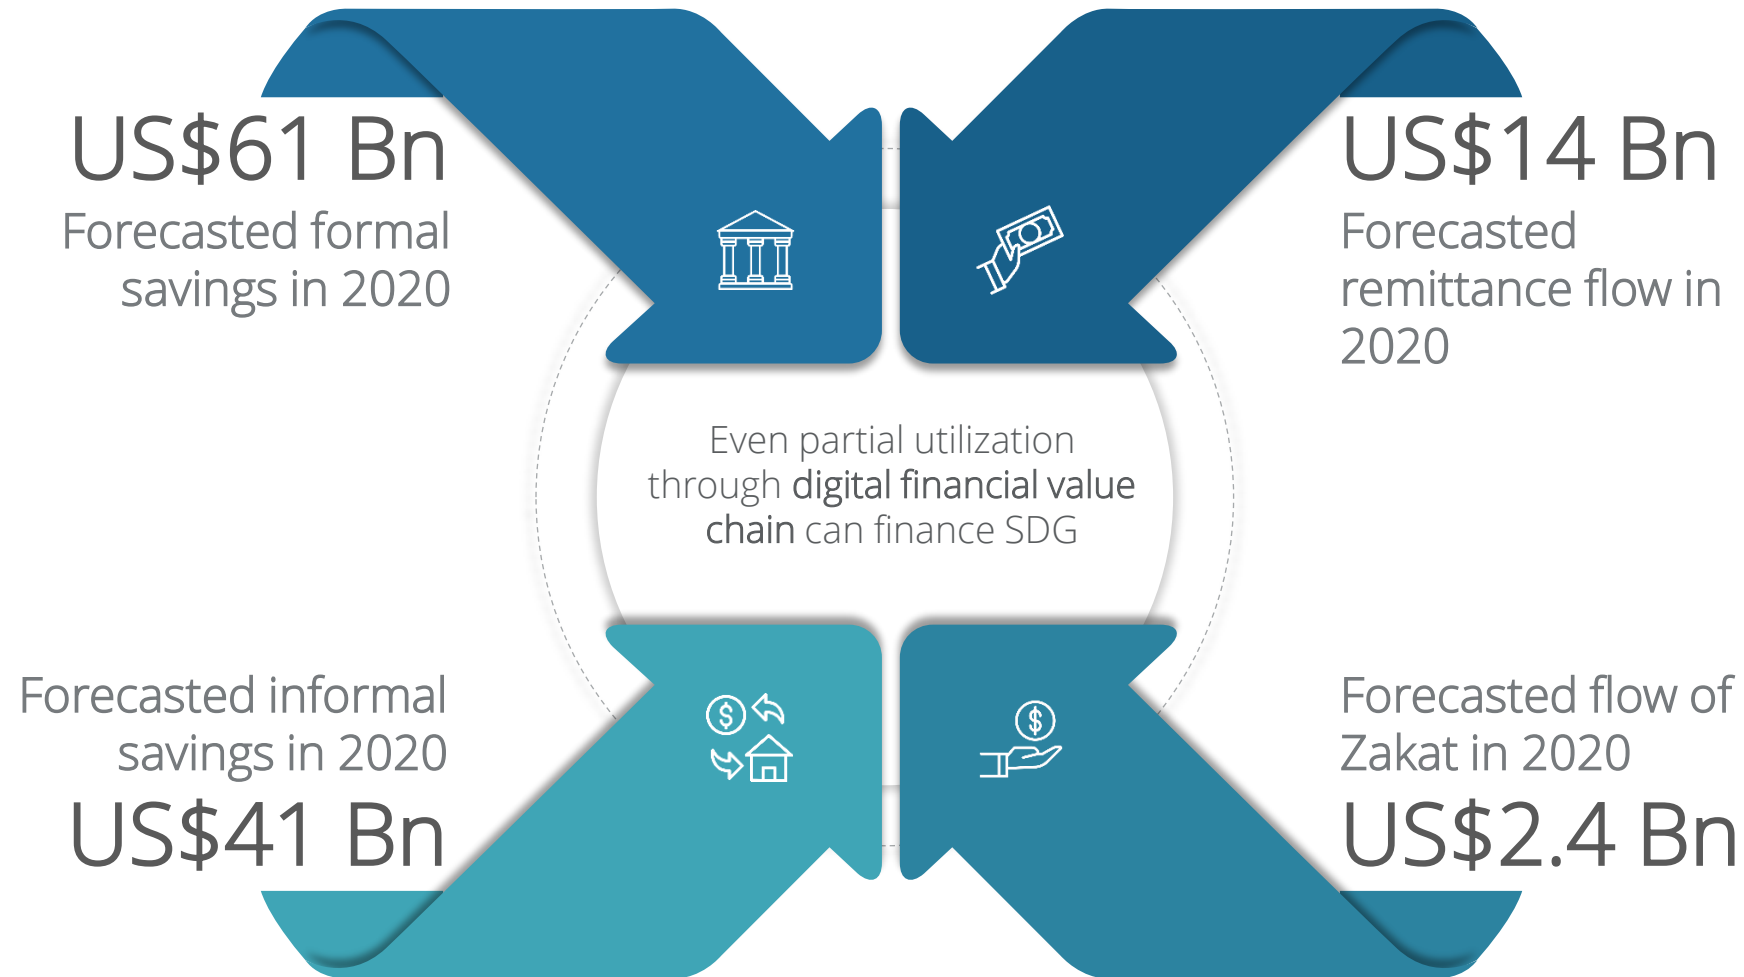 US$61 Bn
Forecasted formal
savings in 2020
US$14 Bn
Forecasted
remittance flow in
2020
Even partial utilization
through digital financial value
chain can finance SDG
Forecasted informal
savings in 2020
US$41 Bn
Forecasted flow of
Zakat in 2020
US$2.4 Bn